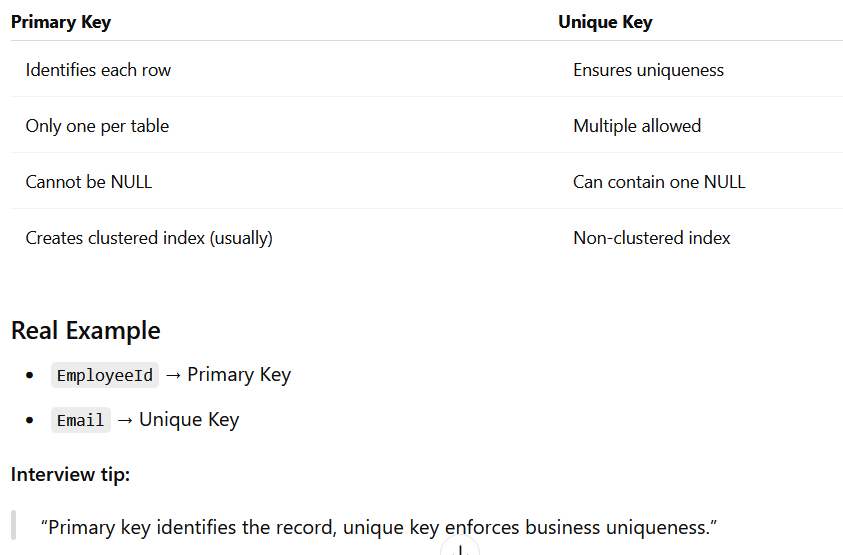 Primary Key Unique Key
Identifies each row Ensures uniqueness
Only one per table Multiple allowed
Cannot be NULL Can contain one NULL
Creates clustered index (usually) Non-clustered index
Real Example
• EmployeeId → Primary Key
• Email → Unique Key
Interview tip:
“Primary key identifies the record, unique key enforces business uniqueness.”